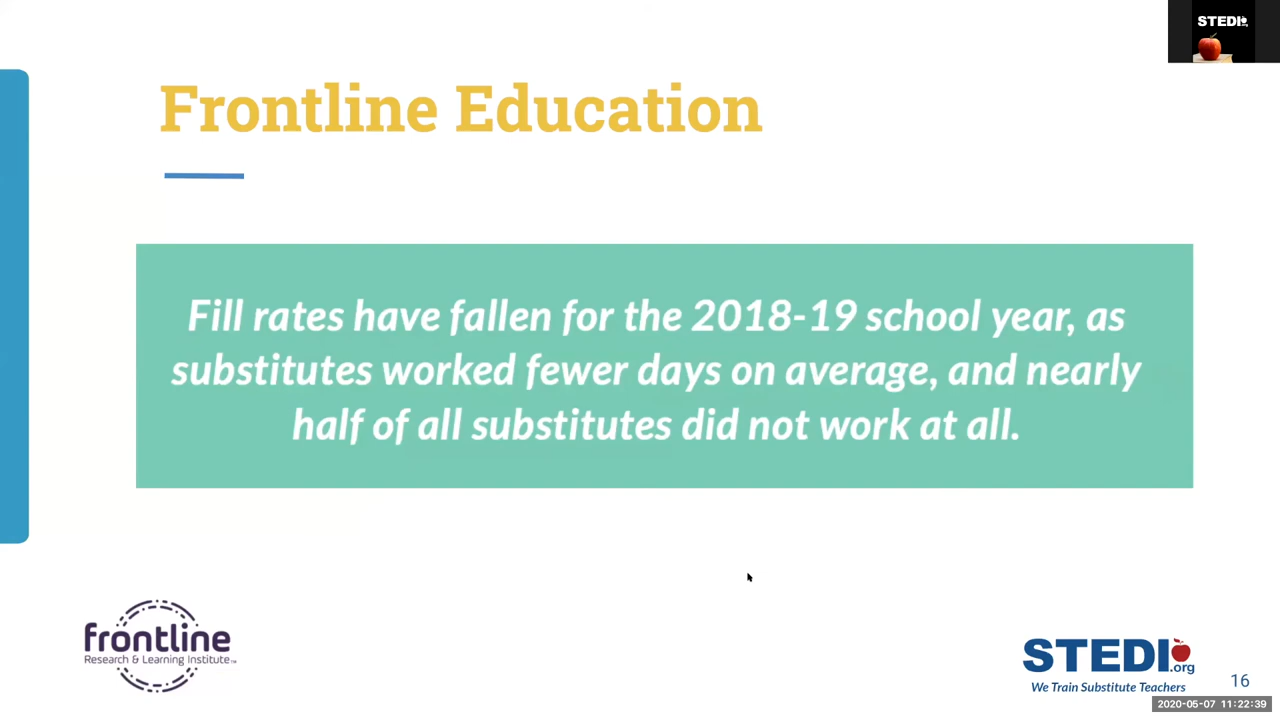 STEDI
Frontline Education
Fill rates have fallen for the 2018-19 school year, as
substitutes worked fewer days on average, and nearly
half of all substitutes did not work at all.
frontline
Research & Learning Institute™
STEDI.org
We Train Substitute Teachers
16
2020-05-07 11:22:39